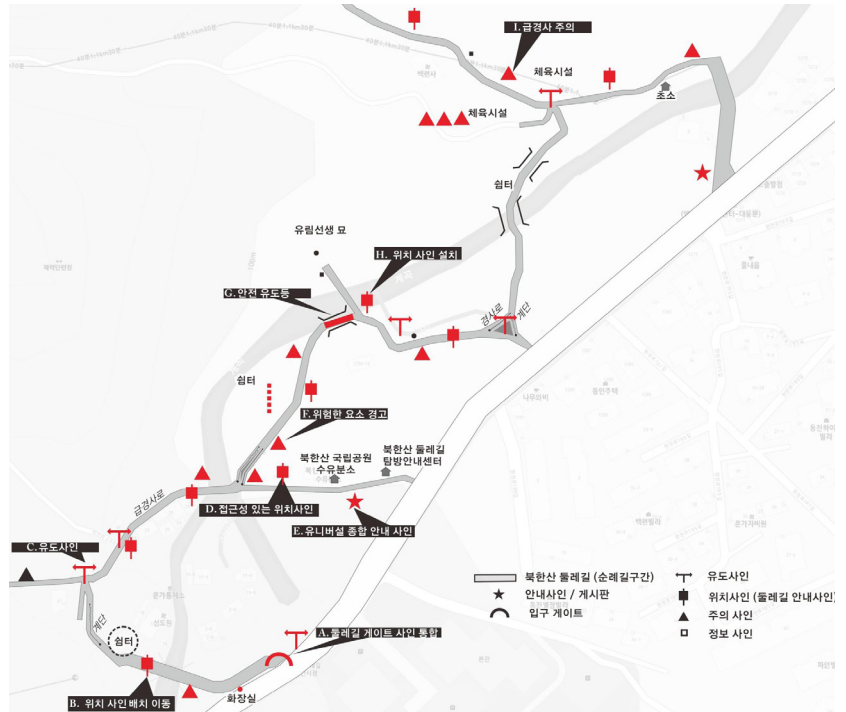 I. 급경사 주의
백련사
체육시설
체육시설
초소
쉼터
유림선생 묘
H. 위치 사인 설치
G. 안전 유도등
계곡
경사로
계단
쉼터
F. 위험한 요소 경고
북한산 국립공원
수유분소
북한산 둘레길
탐방안내센터
급경사로
D. 접근성 있는 위치사인
E. 유니버설 종합 안내 사인
C. 유도사인
계단
쉼터
A. 둘레길 게이트 사인 통합
B. 위치 사인 배치 이동
화장실
북한산 둘레길 (순례길구간)
안내사인 / 게시판
입구 게이트
유도사인
위치사인 (둘레길 안내사인)
주의 사인
정보 사인